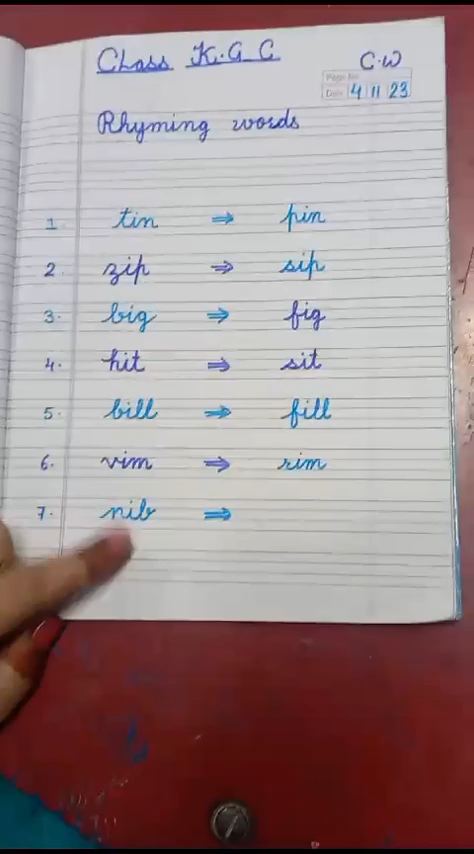 Class K.G C
C.W
Page No.
Date 4 11 23
Rhyming words
1. tin ⇒ pin
2. zip ⇒ sip
3. big ⇒ fig
4. hit ⇒ sit
5. bill ⇒ fill
6. vim ⇒ rim
7. nib ⇒